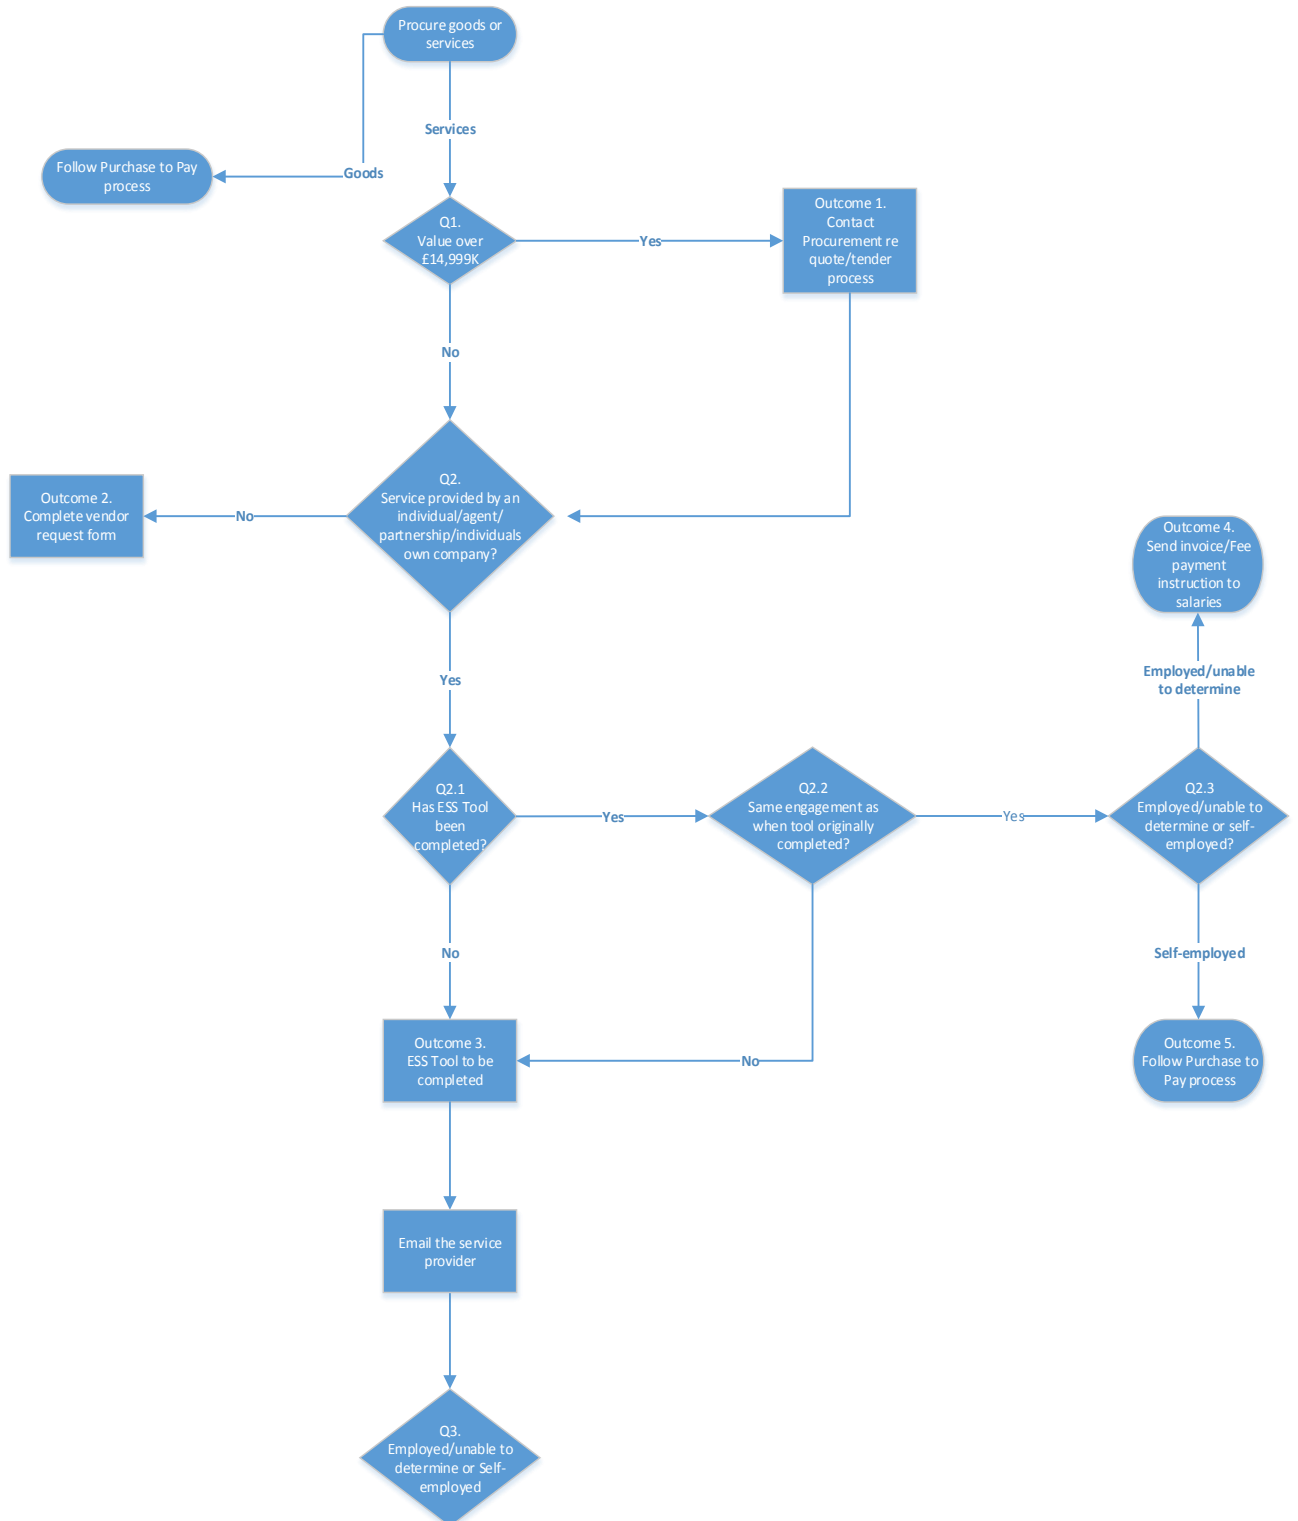 Procure goods or
services
Services
Follow Purchase to Pay
process
Goods
Q1.
Value over
£14,999K
Yes
Outcome 1.
Contact
Procurement re
quote/tender
process
No
Q2.
Service provided by an
individual/agent/
partnership/individuals
own company?
No
Outcome 2.
Complete vendor
request form
Outcome 4.
Send invoice/Fee
payment
instruction to
salaries
Yes
Employed/unable
to determine
Q2.1
Has ESS Tool
been
completed?
Yes
Q2.2
Same engagement as
when tool originally
completed?
Yes
Q2.3
Employed/unable to
determine or self-
employed?
No
Self-employed
Outcome 3.
ESS Tool to be
completed
No
Outcome 5.
Follow Purchase to
Pay process
Email the service
provider
Q3.
Employed/unable to
determine or Self-
employed